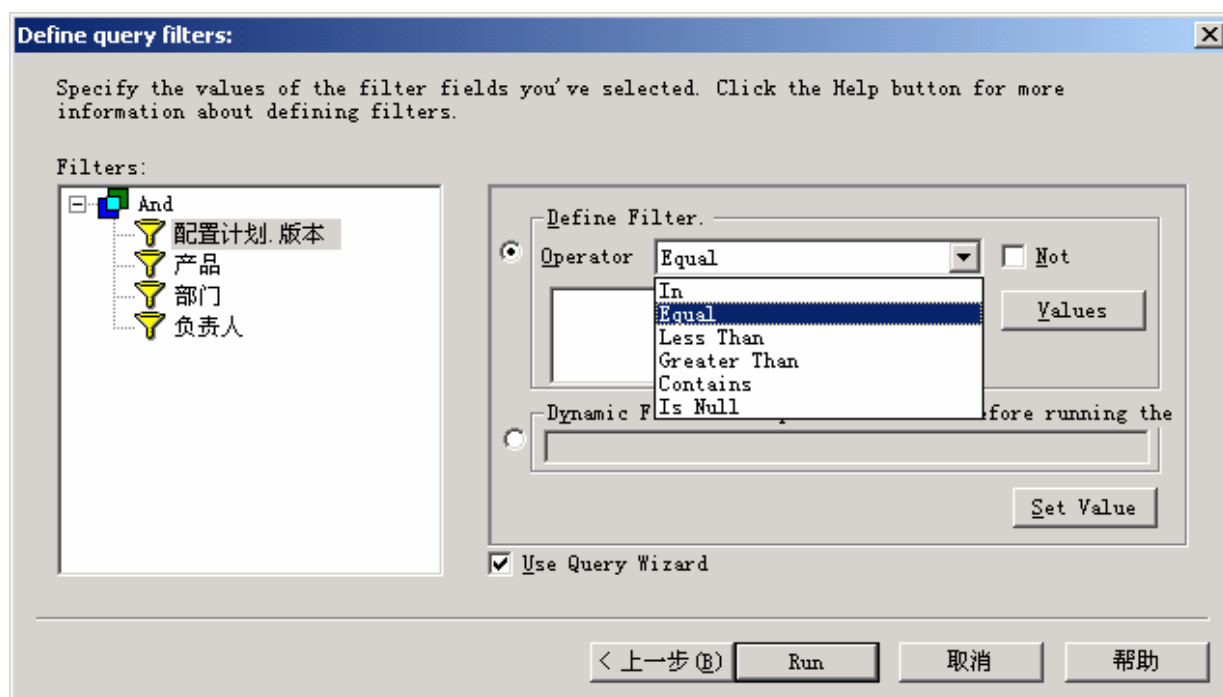 Define query filters:
Specify the values of the filter fields you've selected. Click the Help button for more
information about defining filters.
Filters:
And
配置计划.版本
产品
部门
负责人
Define Filter.
Operator Equal Not
In
Equal
Less Than
Greater Than
Contains
Is Null
Values
Dynamic F efore running the
Set Value
Use Query Wizard
< 上一步(B) Run 取消 帮助